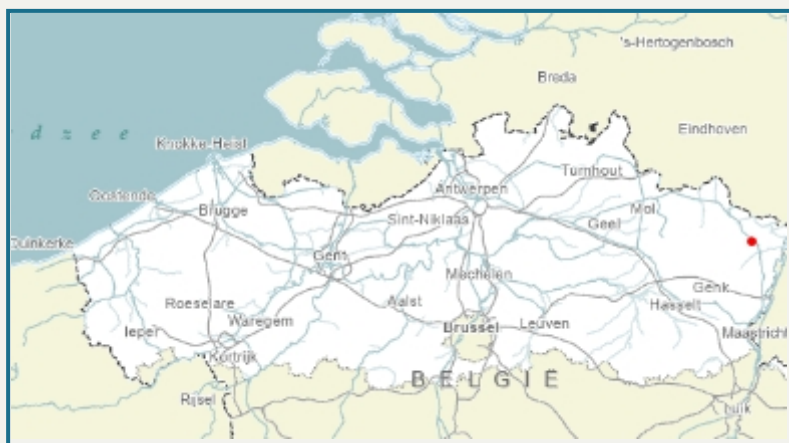 's-Hertogenbosch
Breda
Eindhoven
d z e e
Knokke-Heist
Turnhout
Antwerpen
Oostende
Brugge
Sint-Niklaas
Geel
Mol
Duinkerke
Gent
Mechelen
Genk
Roeselare
Aalst
Hasselt
Ieper
Waregem
Brussel
Leuven
Maastricht
Kortrijk
BELGIË
Rijsel
Luik